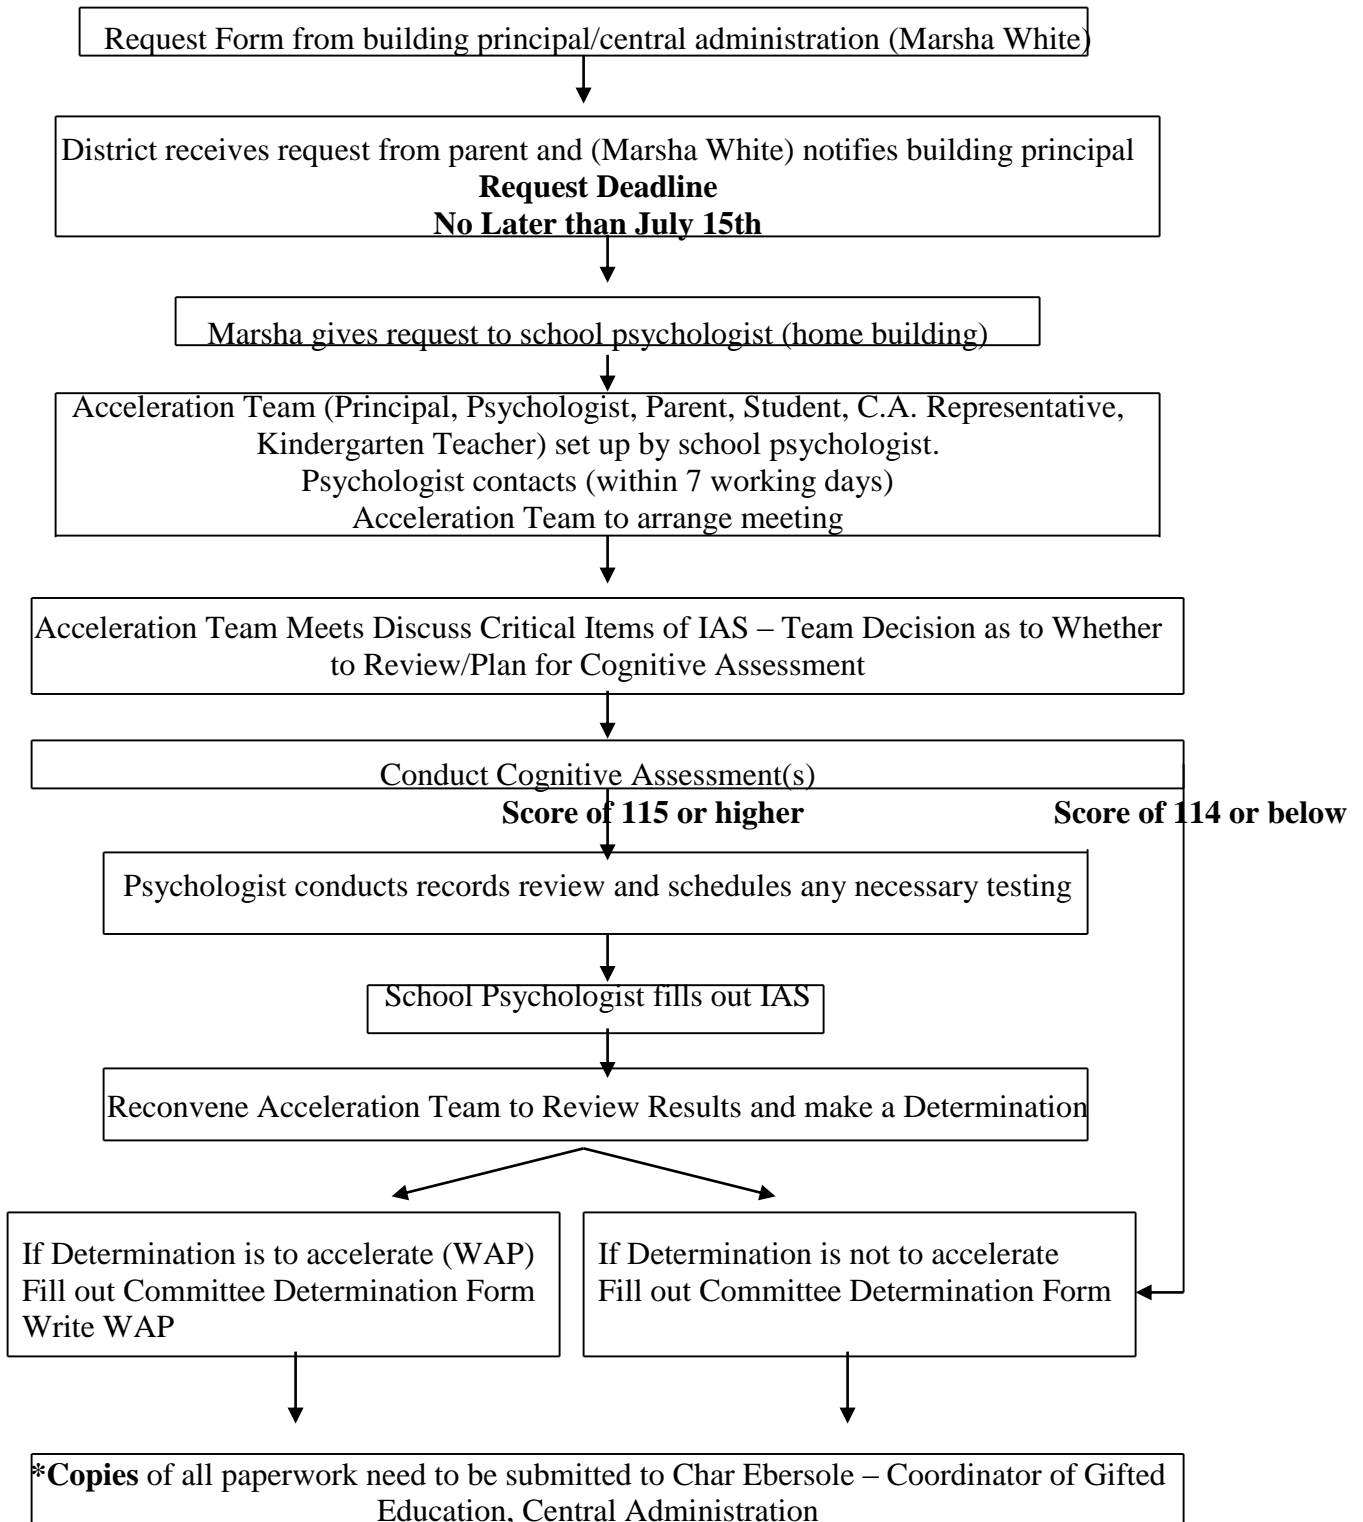 Request Form from building principal/central administration (Marsha White)
District receives request from parent and (Marsha White) notifies building principal
Request Deadline
No Later than July 15th
Marsha gives request to school psychologist (home building)
Acceleration Team (Principal, Psychologist, Parent, Student, C.A. Representative,
Kindergarten Teacher) set up by school psychologist.
Psychologist contacts (within 7 working days)
Acceleration Team to arrange meeting
Acceleration Team Meets Discuss Critical Items of IAS – Team Decision as to Whether
to Review/Plan for Cognitive Assessment
Conduct Cognitive Assessment(s)
Score of 115 or higher
Score of 114 or below
Psychologist conducts records review and schedules any necessary testing
School Psychologist fills out IAS
Reconvene Acceleration Team to Review Results and make a Determination
If Determination is to accelerate (WAP)
Fill out Committee Determination Form
Write WAP
If Determination is not to accelerate
Fill out Committee Determination Form
*Copies of all paperwork need to be submitted to Char Ebersole – Coordinator of Gifted
Education, Central Administration